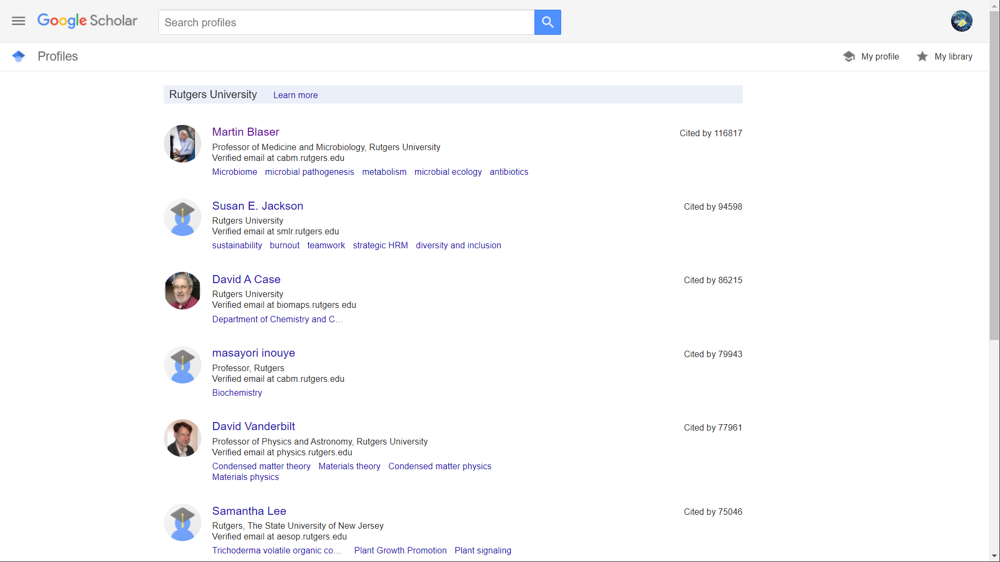 Google Scholar
Search profiles
Profiles
My profile
My library
Rutgers University Learn more
Martin Blaser
Cited by 116817
Professor of Medicine and Microbiology, Rutgers University
Verified email at cabm.rutgers.edu
Microbiome microbial pathogenesis metabolism microbial ecology antibiotics
Susan E. Jackson
Cited by 94598
Rutgers University
Verified email at smlr.rutgers.edu
sustainability burnout teamwork strategic HRM diversity and inclusion
David A Case
Cited by 86215
Rutgers University
Verified email at biomaps.rutgers.edu
Department of Chemistry and C…
masayori inouye
Cited by 79943
Professor, Rutgers
Verified email at cabm.rutgers.edu
Biochemistry
David Vanderbilt
Cited by 77961
Professor of Physics and Astronomy, Rutgers University
Verified email at physics.rutgers.edu
Condensed matter theory Materials theory Condensed matter physics
Materials physics
Samantha Lee
Cited by 75046
Rutgers, The State University of New Jersey
Verified email at aesop.rutgers.edu
Trichoderma volatile organic co… Plant Growth Promotion Plant signaling